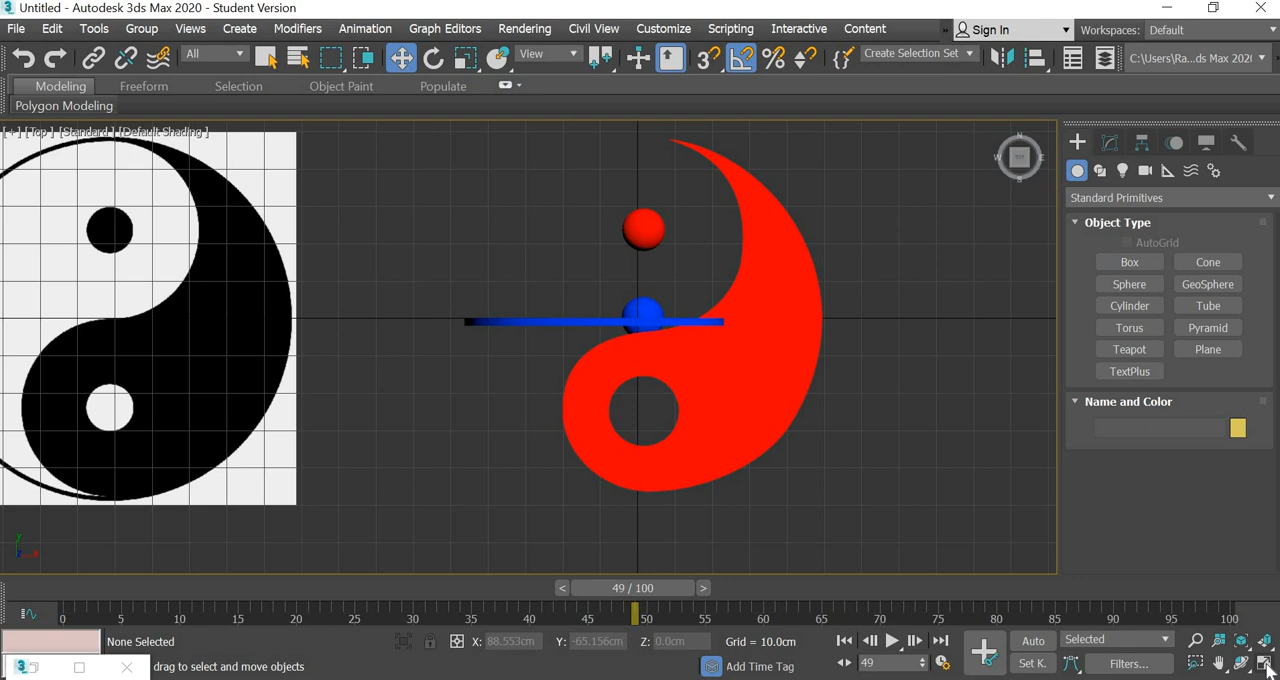 Untitled - Autodesk 3ds Max 2020 - Student Version
File Edit Tools Group Views Create Modifiers Animation Graph Editors Rendering Civil View Customize Scripting Interactive Content » Sign In Workspaces: Default
All View Create Selection Set C:\Users\Ra...ds Max 202(
Modeling Freeform Selection Object Paint Populate
Polygon Modeling
[+] [Top ] [Standard ] [Default Shading ]
N
W TOP E
S
Standard Primitives
Object Type
AutoGrid
Box Cone
Sphere GeoSphere
Cylinder Tube
Torus Pyramid
Teapot Plane
TextPlus
Name and Color
y
z x
< 49 / 100 >
0 5 10 15 20 25 30 35 40 45 50 55 60 65 70 75 80 85 90 95 100
None Selected X: 88.553cm Y: -65.156cm Z: 0.0cm Grid = 10.0cm Auto Selected
drag to select and move objects Add Time Tag 49 Set K. Filters...